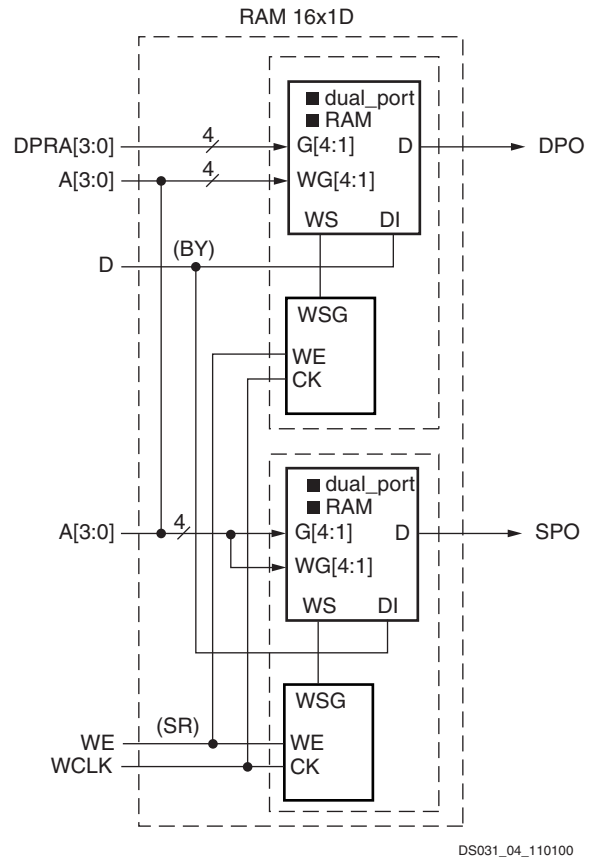 RAM 16x1D
dual_port
RAM
DPRA[3:0] 4 G[4:1] D DPO
A[3:0] 4 WG[4:1]
WS DI
D (BY)
WSG
WE
CK
dual_port
RAM
A[3:0] 4 G[4:1] D SPO
WG[4:1]
WS DI
WSG
WE (SR) WE
WCLK CK
DS031_04_110100